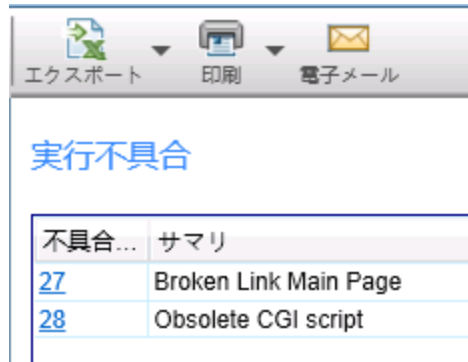 エクスポート 印刷 電子メール
実行不具合
不具合... サマリ
27 Broken Link Main Page
28 Obsolete CGI script